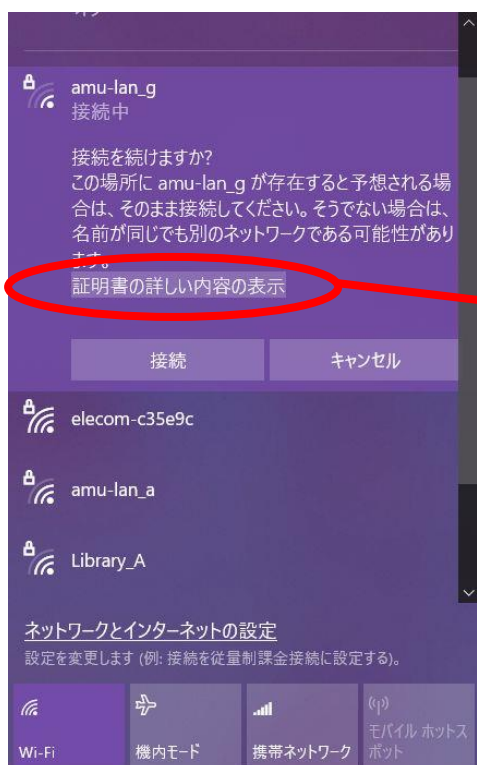 amu-lan_g
接続中
接続を続けますか?
この場所に amu-lan_g が存在すると予想される場
合は、そのまま接続してください。そうでない場合は、
名前が同じでも別のネットワークである可能性があり
ます。
証明書の詳しい内容の表示
接続
キャンセル
elecom-c35e9c
amu-lan_a
Library_A
ネットワークとインターネットの設定
設定を変更します (例: 接続を従量制課金接続に設定する)。
Wi-Fi
機内モード
携帯ネットワーク
モバイル ホットス
ポット